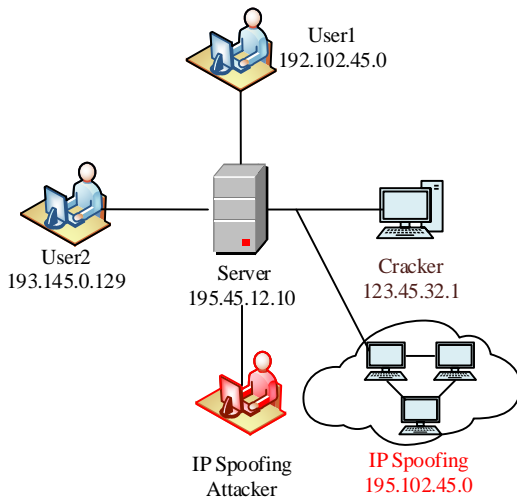 User1
192.102.45.0
User2
193.145.0.129
Server
195.45.12.10
Cracker
123.45.32.1
IP Spoofing
Attacker
IP Spoofing
195.102.45.0